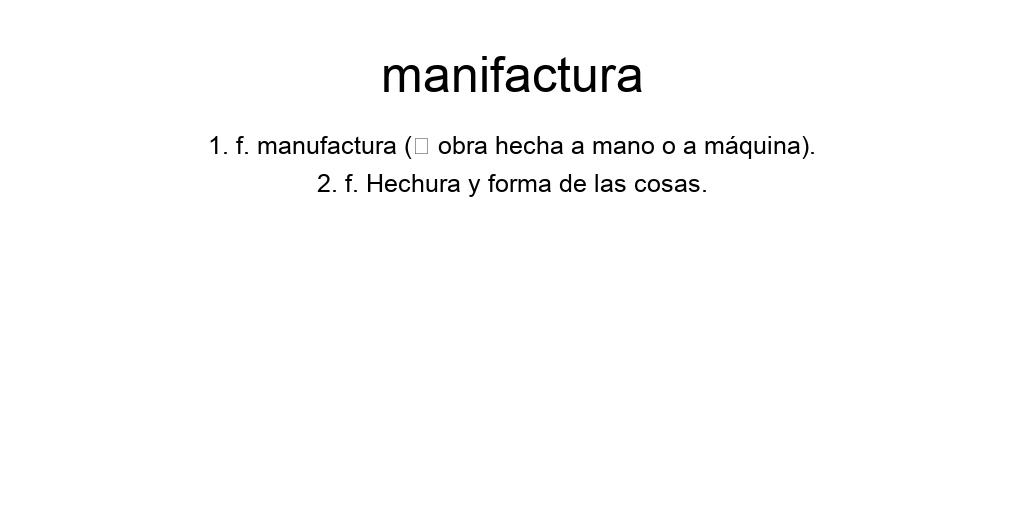 manifactura
1. f. manufactura (□ obra hecha a mano o a máquina).
2. f. Hechura y forma de las cosas.